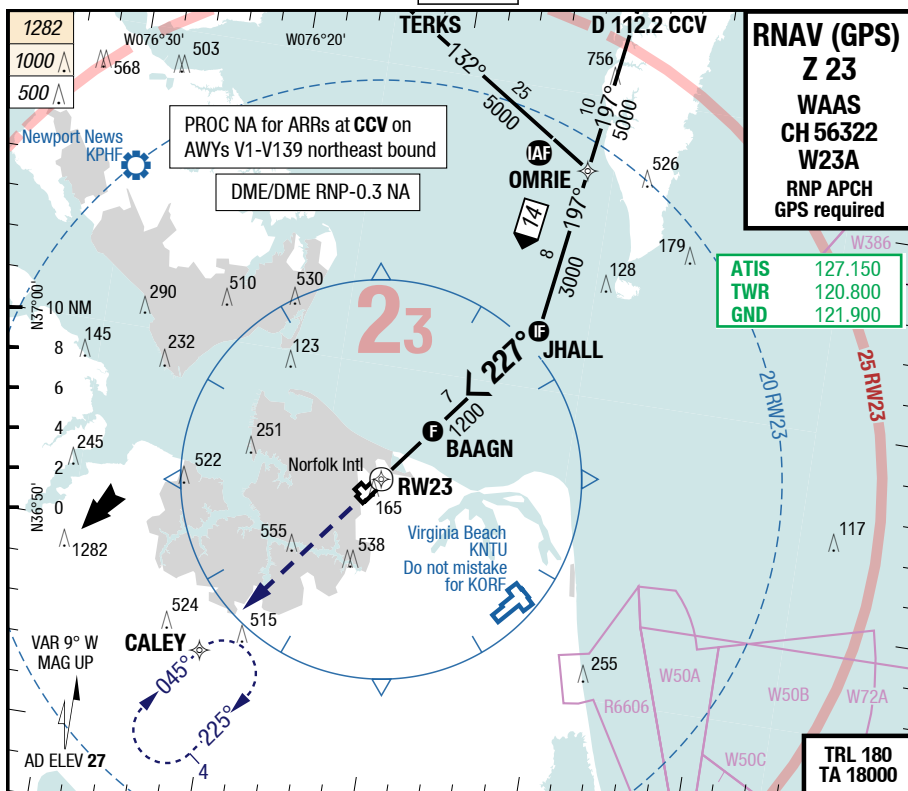 1282
1000
500
W076°30'
503
568
W076°20'
TERKS
D 112.2 CCV
RNAV (GPS)
Z 23
WAAS
CH 56322
W23A
RNP APCH
GPS required
132°
25
5000
756
10
197°
5000
Newport News
KPHF
PROC NA for ARRs at CCV on
AWYs V1-V139 northeast bound
DME/DME RNP-0.3 NA
IAF
OMRIE
526
14
197°
8
3000
179
128
W386
ATIS 127.150
TWR 120.800
GND 121.900
N37°00'
10 NM
290
510
530
23
145
8
232
123
IF
JHALL
227°
7
1200
20 RW23
25 RW23
6
4
2
0
245
251
F
BAAGN
522
Norfolk Intl
RW23
165
N36°50'
1282
555
538
Virginia Beach
KNTU
Do not mistake
for KORF
117
524
515
CALEY
VAR 9° W
MAG UP
045°
225°
4
AD ELEV 27
255
R6606
W50A
W50B
W72A
W50C
TRL 180
TA 18000